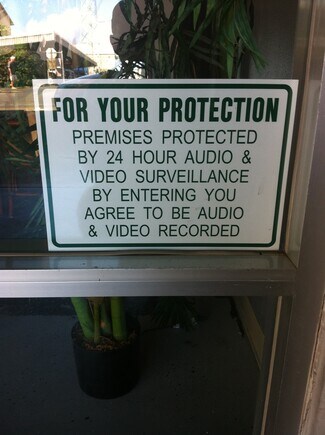 FOR YOUR PROTECTION
PREMISES PROTECTED
BY 24 HOUR AUDIO &
VIDEO SURVEILLANCE
BY ENTERING YOU
AGREE TO BE AUDIO
& VIDEO RECORDED